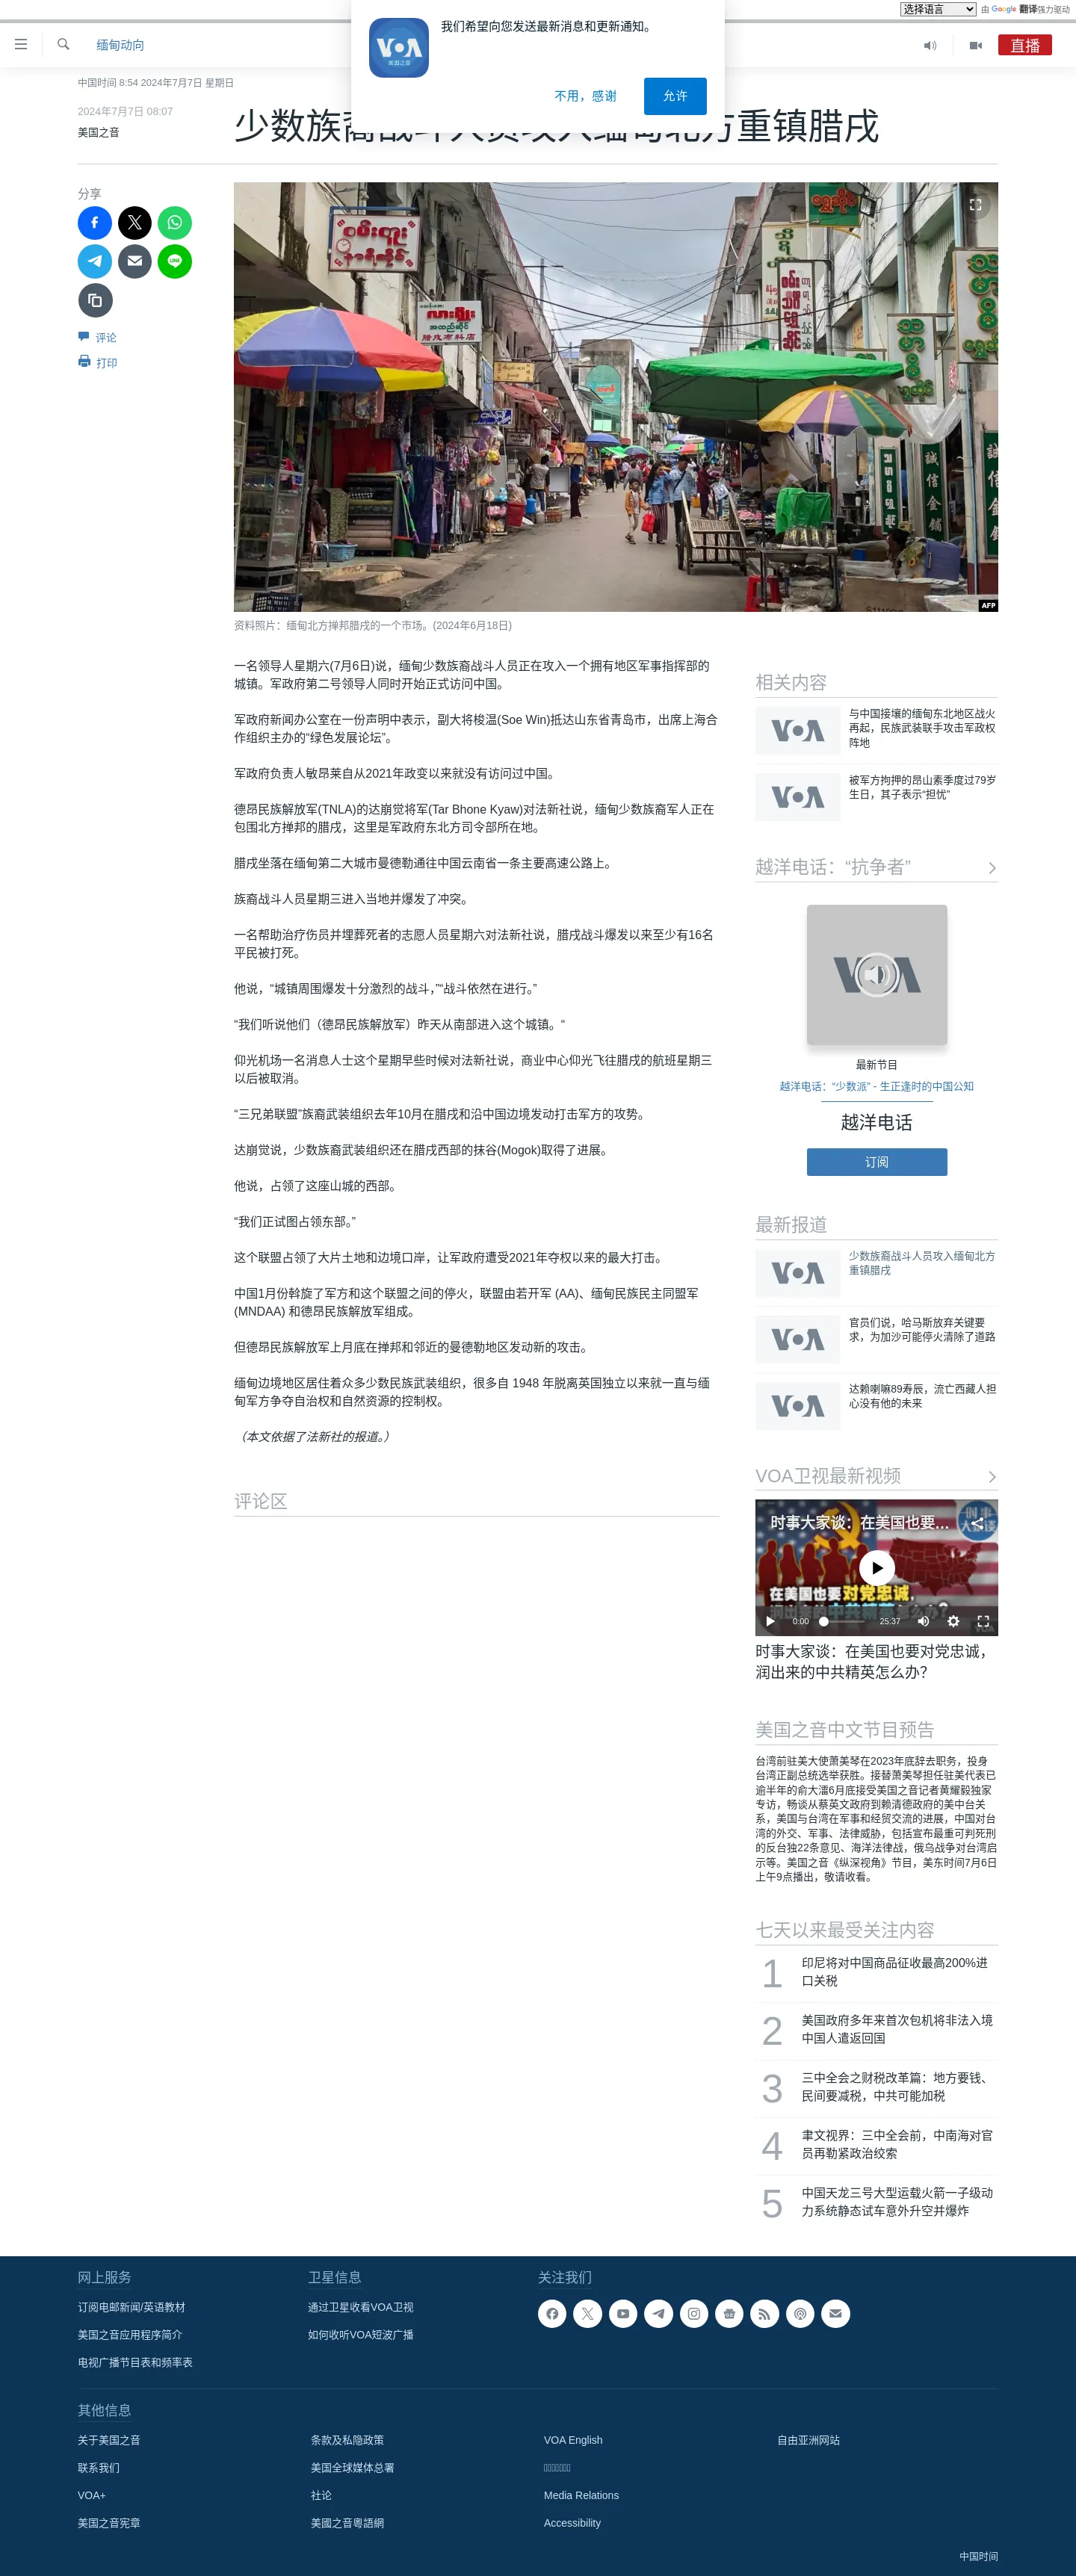 选择语言 由 Google 翻译强力驱动
缅甸动向
直播
VOA
美国之音
我们希望向您发送最新消息和更新通知。
不用，感谢
允许
中国时间 8:54 2024年7月7日 星期日
2024年7月7日 08:07
美国之音
少数族裔战斗人员攻入缅甸北方重镇腊戌
分享
评论
打印
诚信金铺
AFP
资料照片：缅甸北方掸邦腊戌的一个市场。(2024年6月18日)
一名领导人星期六(7月6日)说，缅甸少数族裔战斗人员正在攻入一个拥有地区军事指挥部的
城镇。军政府第二号领导人同时开始正式访问中国。
军政府新闻办公室在一份声明中表示，副大将梭温(Soe Win)抵达山东省青岛市，出席上海合
作组织主办的“绿色发展论坛”。
军政府负责人敏昂莱自从2021年政变以来就没有访问过中国。
德昂民族解放军(TNLA)的达崩觉将军(Tar Bhone Kyaw)对法新社说，缅甸少数族裔军人正在
包围北方掸邦的腊戌，这里是军政府东北方司令部所在地。
腊戌坐落在缅甸第二大城市曼德勒通往中国云南省一条主要高速公路上。
族裔战斗人员星期三进入当地并爆发了冲突。
一名帮助治疗伤员并埋葬死者的志愿人员星期六对法新社说，腊戌战斗爆发以来至少有16名
平民被打死。
他说，“城镇周围爆发十分激烈的战斗，”“战斗依然在进行。”
“我们听说他们（德昂民族解放军）昨天从南部进入这个城镇。“
仰光机场一名消息人士这个星期早些时候对法新社说，商业中心仰光飞往腊戌的航班星期三
以后被取消。
“三兄弟联盟”族裔武装组织去年10月在腊戌和沿中国边境发动打击军方的攻势。
达崩觉说，少数族裔武装组织还在腊戌西部的抹谷(Mogok)取得了进展。
他说，占领了这座山城的西部。
“我们正试图占领东部。”
这个联盟占领了大片土地和边境口岸，让军政府遭受2021年夺权以来的最大打击。
中国1月份斡旋了军方和这个联盟之间的停火，联盟由若开军 (AA)、缅甸民族民主同盟军
(MNDAA) 和德昂民族解放军组成。
但德昂民族解放军上月底在掸邦和邻近的曼德勒地区发动新的攻击。
缅甸边境地区居住着众多少数民族武装组织，很多自 1948 年脱离英国独立以来就一直与缅
甸军方争夺自治权和自然资源的控制权。
（本文依据了法新社的报道。）
评论区
相关内容
VOA
与中国接壤的缅甸东北地区战火
再起，民族武装联手攻击军政权
阵地
VOA
被军方拘押的昂山素季度过79岁
生日，其子表示“担忧”
越洋电话：“抗争者”
VOA
最新节目
越洋电话：“少数派” - 生正逢时的中国公知
越洋电话
订阅
最新报道
VOA
少数族裔战斗人员攻入缅甸北方
重镇腊戌
VOA
官员们说，哈马斯放弃关键要
求，为加沙可能停火清除了道路
VOA
达赖喇嘛89寿辰，流亡西藏人担
心没有他的未来
VOA卫视最新视频
时事大家谈：在美国也要…
时事大家谈
在美国也要对党忠诚，
润出来的中共精英怎么办？
0:00 25:37
时事大家谈：在美国也要对党忠诚，
润出来的中共精英怎么办？
美国之音中文节目预告
台湾前驻美大使萧美琴在2023年底辞去职务，投身
台湾正副总统选举获胜。接替萧美琴担任驻美代表已
逾半年的俞大㵢6月底接受美国之音记者黄耀毅独家
专访，畅谈从蔡英文政府到赖清德政府的美中台关
系，美国与台湾在军事和经贸交流的进展，中国对台
湾的外交、军事、法律威胁，包括宣布最重可判死刑
的反台独22条意见、海洋法律战，俄乌战争对台湾启
示等。美国之音《纵深视角》节目，美东时间7月6日
上午9点播出，敬请收看。
七天以来最受关注内容
1 印尼将对中国商品征收最高200%进
口关税
2 美国政府多年来首次包机将非法入境
中国人遣返回国
3 三中全会之财税改革篇：地方要钱、
民间要减税，中共可能加税
4 聿文视界：三中全会前，中南海对官
员再勒紧政治绞索
5 中国天龙三号大型运载火箭一子级动
力系统静态试车意外升空并爆炸
网上服务
订阅电邮新闻/英语教材
美国之音应用程序简介
电视广播节目表和频率表
卫星信息
通过卫星收看VOA卫视
如何收听VOA短波广播
关注我们
其他信息
关于美国之音 条款及私隐政策 VOA English 自由亚洲网站
联系我们 美国全球媒体总署
VOA+ 社论 Media Relations
美国之音宪章 美國之音粵語網 Accessibility
中国时间